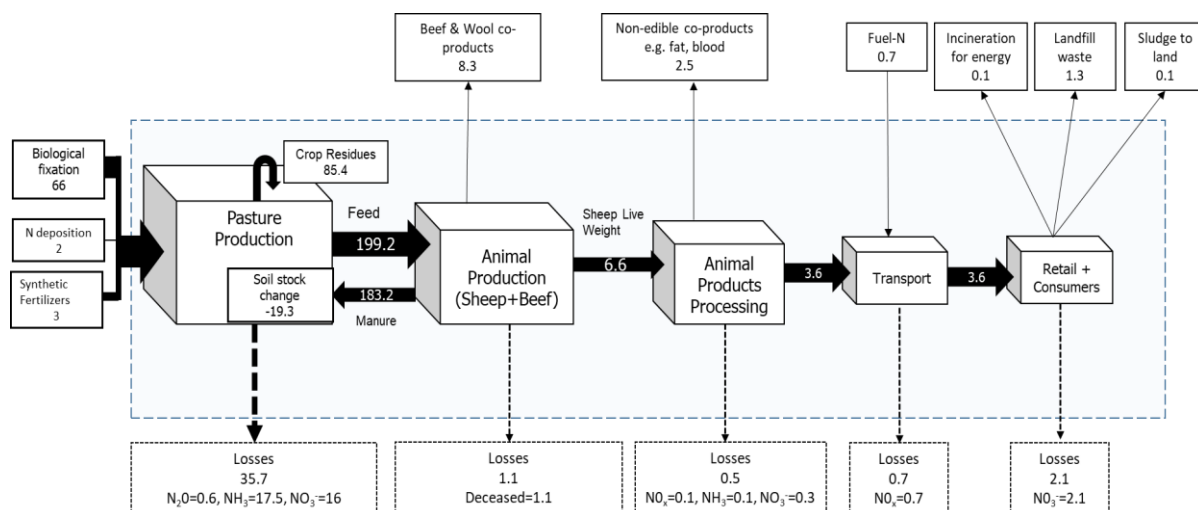 Beef & Wool co-
products
8.3
Non-edible co-products
e.g. fat, blood
2.5
Fuel-N
0.7
Incineration
for energy
0.1
Landfill
waste
1.3
Sludge to
land
0.1
Biological
fixation
66
N deposition
2
Synthetic
Fertilizers
3
Crop Residues
85.4
Pasture
Production
Soil stock
change
-19.3
Feed
199.2
183.2
Manure
Animal
Production
(Sheep+Beef)
Sheep Live
Weight
6.6
Animal
Products
Processing
3.6
Transport
3.6
Retail +
Consumers
Losses
35.7
N₂0=0.6, NH₃=17.5, NO₃⁻=16
Losses
1.1
Deceased=1.1
Losses
0.5
N0ₓ=0.1, NH₃=0.1, NO₃⁻=0.3
Losses
0.7
N0ₓ=0.7
Losses
2.1
N0₃⁻=2.1